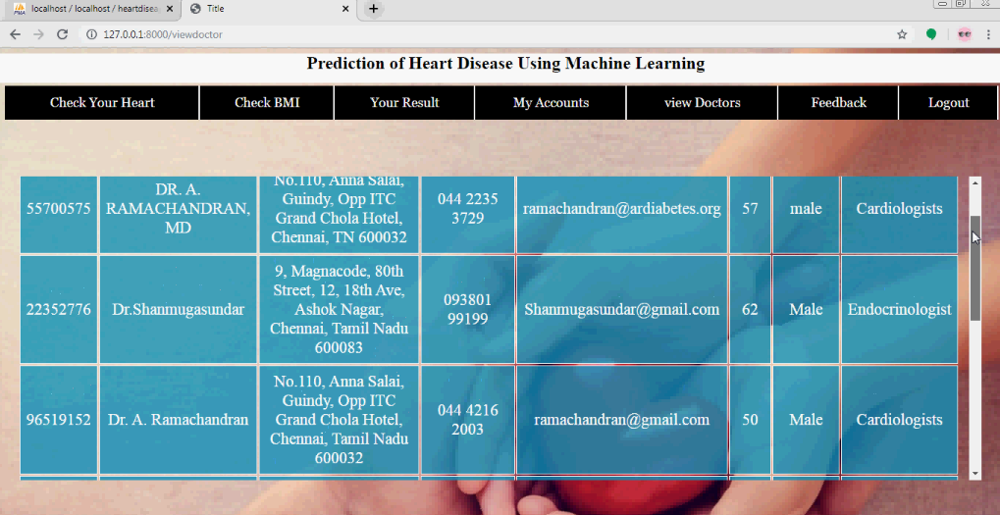 localhost / localhost / heartdisea
Title
127.0.0.1:8000/viewdoctor
Prediction of Heart Disease Using Machine Learning
Check Your Heart
Check BMI
Your Result
My Accounts
view Doctors
Feedback
Logout
55700575
DR. A.
RAMACHANDRAN,
MD
No.110, Anna Salai,
Guindy, Opp ITC
Grand Chola Hotel,
Chennai, TN 600032
044 2235
3729
ramachandran@ardiabetes.org
57
male
Cardiologists
22352776
Dr.Shanmugasundar
9, Magnacode, 80th
Street, 12, 18th Ave,
Ashok Nagar,
Chennai, Tamil Nadu
600083
093801
99199
Shanmugasundar@gmail.com
62
Male
Endocrinologist
96519152
Dr. A. Ramachandran
No.110, Anna Salai,
Guindy, Opp ITC
Grand Chola Hotel,
Chennai, Tamil Nadu
600032
044 4216
2003
ramachandran@gmail.com
50
Male
Cardiologists